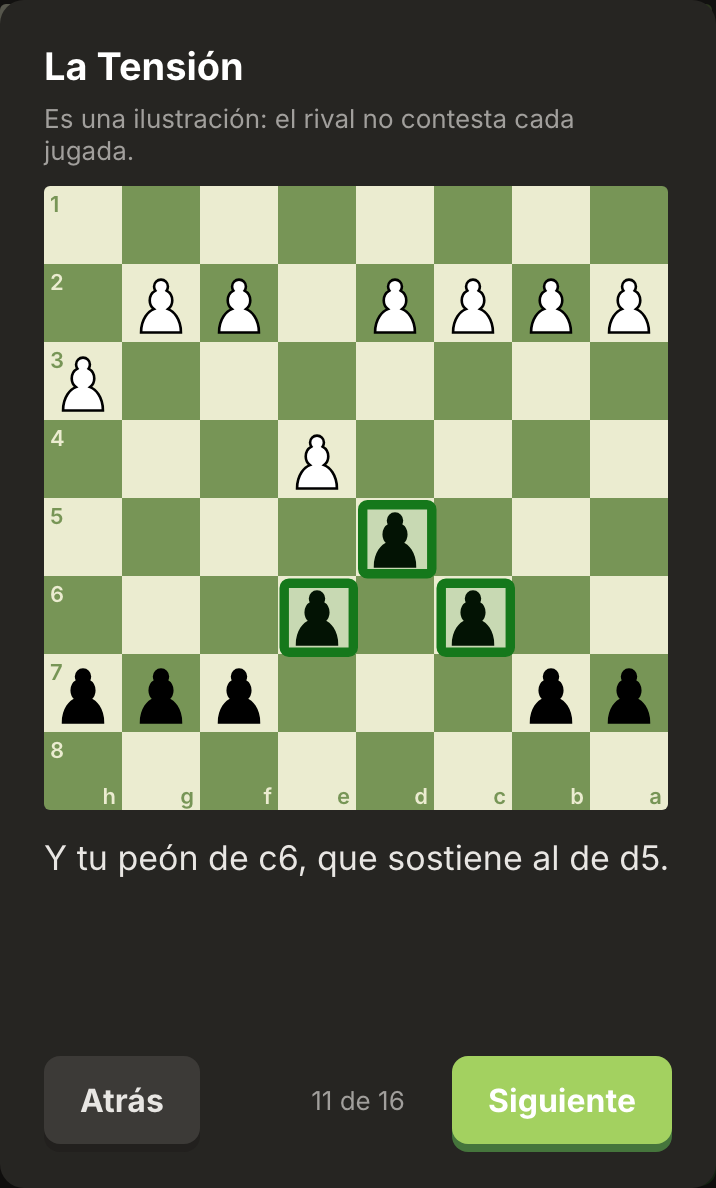 La Tensión
Es una ilustración: el rival no contesta cada
jugada.
1
2
3
4
5
6
7
8
h g f e d c b a
Y tu peón de c6, que sostiene al de d5.
Atrás
11 de 16
Siguiente